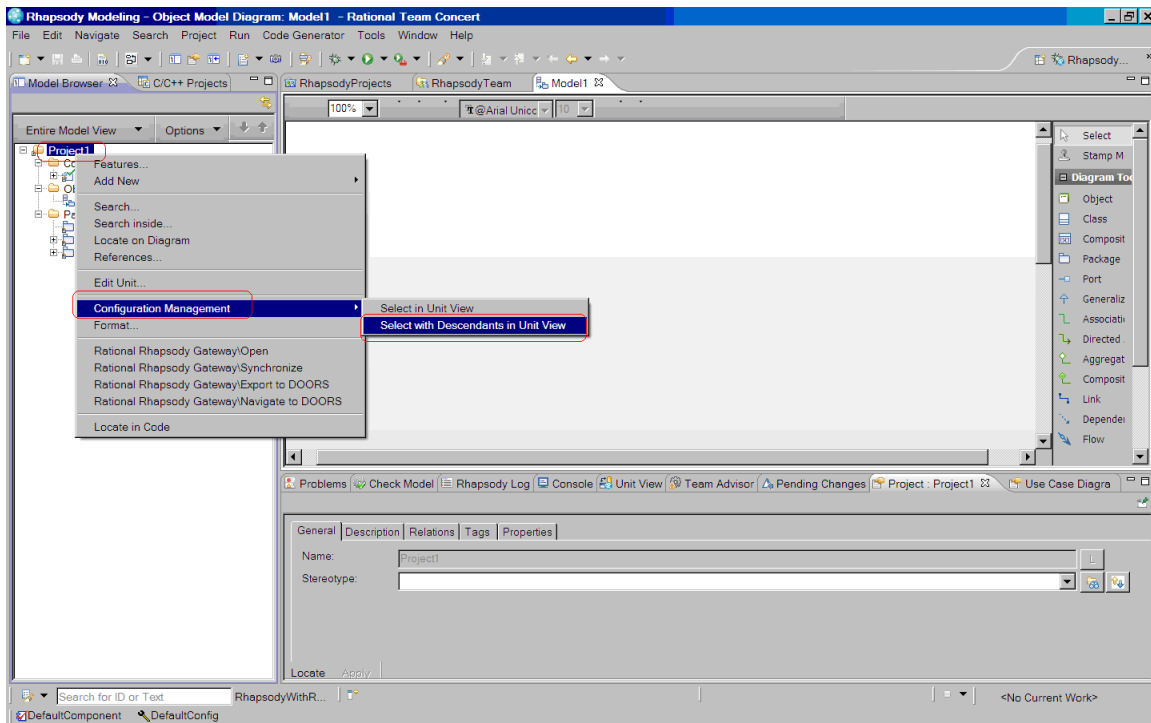 Rhapsody Modeling - Object Model Diagram: Model1 - Rational Team Concert
File Edit Navigate Search Project Run Code Generator Tools Window Help
Rhapsody...
Model Browser C/C++ Projects
RhapsodyProjects RhapsodyTeam Model1
100% @Arial Unicc 10
Entire Model View Options
Select
Stamp M
Diagram Too
Object
Class
Composit
Package
Port
Generaliz
Associati
Directed .
Aggregat
Composit
Link
Depende
Flow
Project1
Co
Ob
Pa
Features...
Add New
Search...
Search inside...
Locate on Diagram
References...
Edit Unit...
Configuration Management
Format...
Rational Rhapsody Gateway\Open
Rational Rhapsody Gateway\Synchronize
Rational Rhapsody Gateway\Export to DOORS
Rational Rhapsody Gateway\Navigate to DOORS
Locate in Code
Select in Unit View
Select with Descendants in Unit View
Problems Check Model Rhapsody Log Console Unit View Team Advisor Pending Changes Project : Project1 Use Case Diagra
General Description Relations Tags Properties
Name: Project1 L
Stereotype:
Locate Apply
Search for ID or Text RhapsodyWithR... <No Current Work>
DefaultComponent DefaultConfig